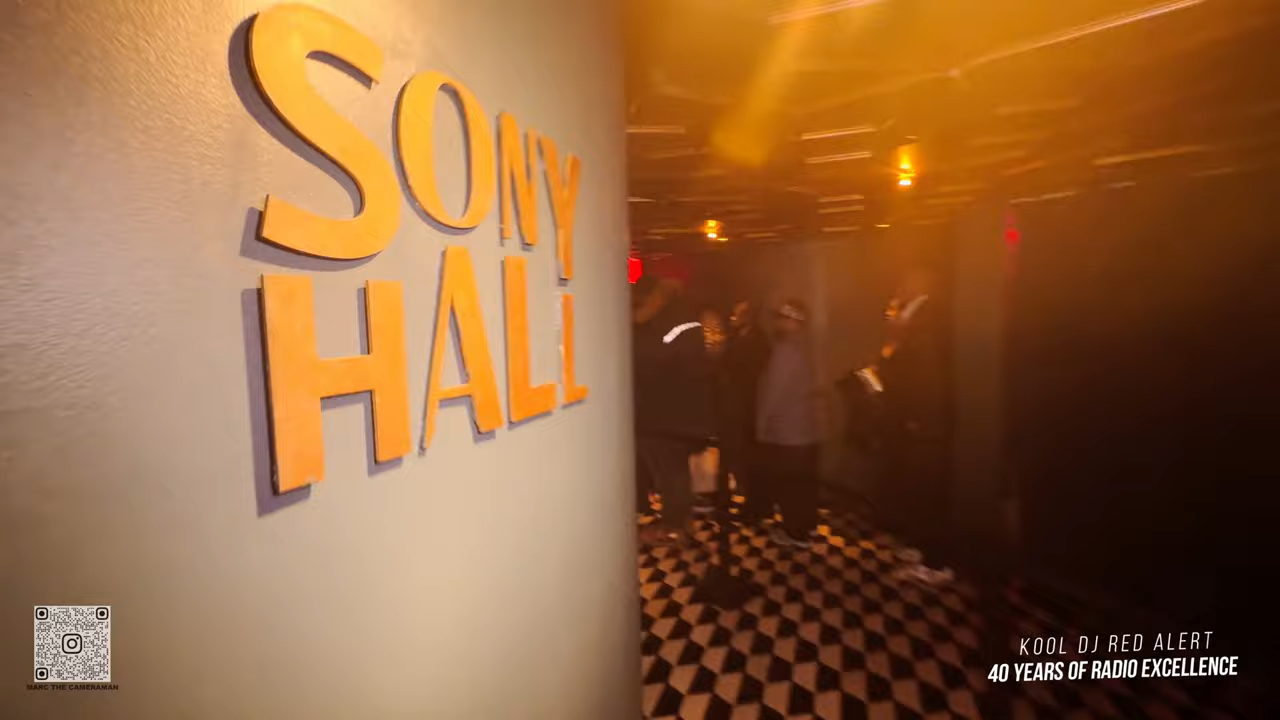 SONY
HALL
MARC THE CAMERAMAN
KOOL DJ RED ALERT
40 YEARS OF RADIO EXCELLENCE